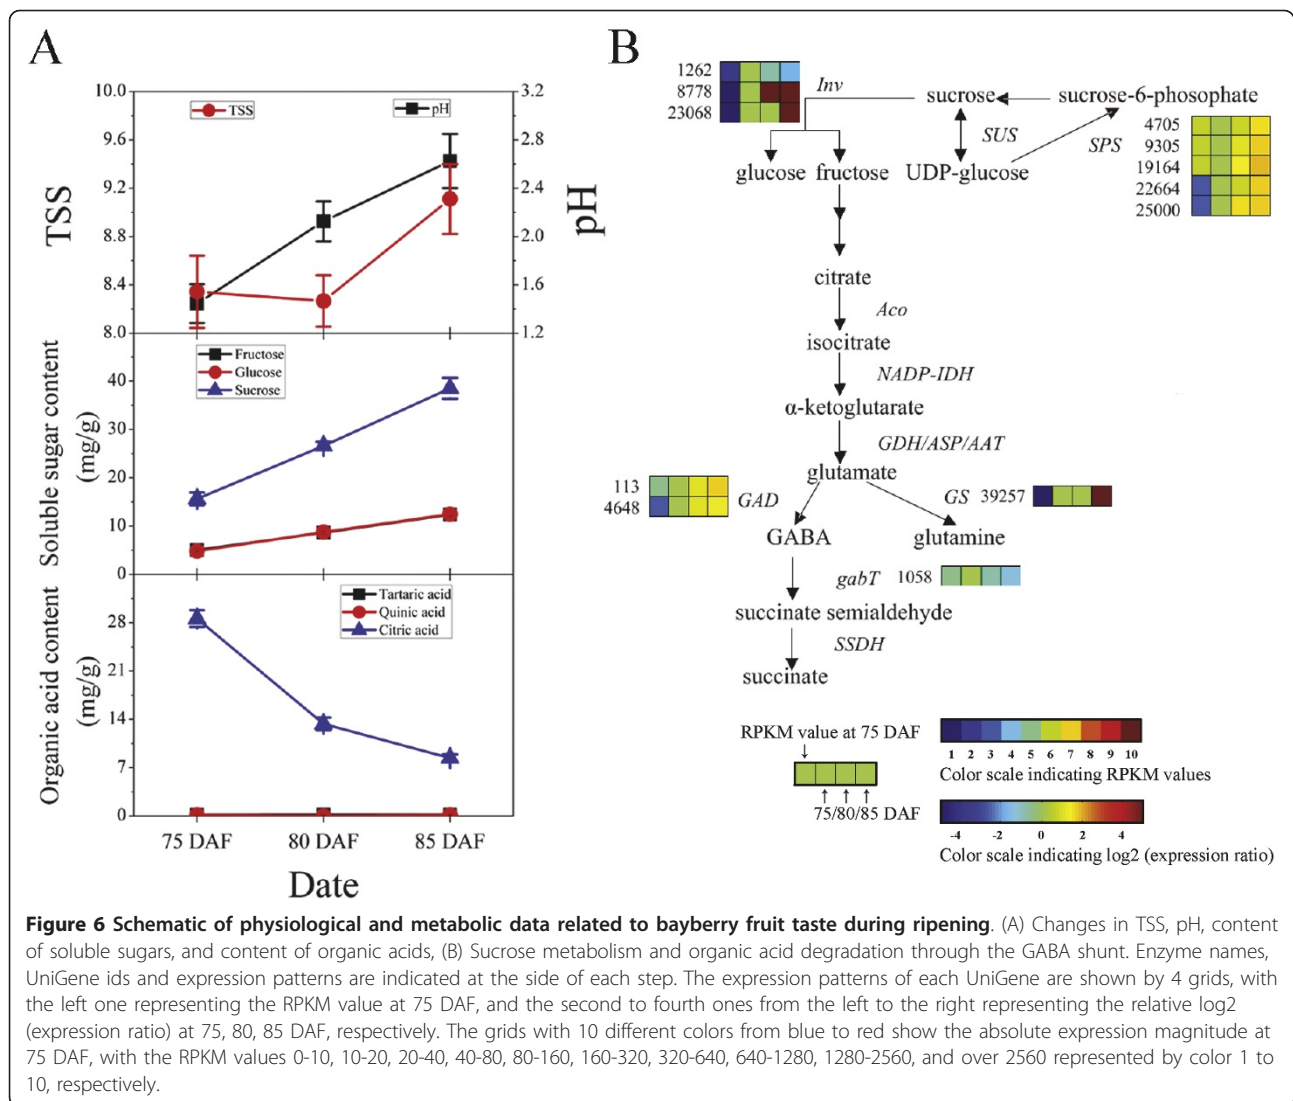 A
B
10.0
9.6
9.2
8.8
8.4
8.0
TSS
TSS
pH
3.2
2.8
2.4
2.0
1.6
1.2
pH
Fructose
Glucose
Sucrose
40
30
20
10
0
Soluble sugar content
(mg/g)
Tartaric acid
Quinic acid
Citric acid
28
21
14
7
0
Organic acid content
(mg/g)
75 DAF 80 DAF 85 DAF
Date
1262
8778
23068
Inv
sucrose
sucrose-6-phosophate
SUS
SPS
4705
9305
19164
22664
25000
glucose fructose UDP-glucose
citrate
Aco
isocitrate
NADP-IDH
α-ketoglutarate
GDH/ASP/AAT
glutamate
113
4648
GAD
GS 39257
GABA
glutamine
gabT 1058
succinate semialdehyde
SSDH
succinate
RPKM value at 75 DAF
75/80/85 DAF
1 2 3 4 5 6 7 8 9 10
Color scale indicating RPKM values
-4 -2 0 2 4
Color scale indicating log2 (expression ratio)
Figure 6 Schematic of physiological and metabolic data related to bayberry fruit taste during ripening. (A) Changes in TSS, pH, content
of soluble sugars, and content of organic acids, (B) Sucrose metabolism and organic acid degradation through the GABA shunt. Enzyme names,
UniGene ids and expression patterns are indicated at the side of each step. The expression patterns of each UniGene are shown by 4 grids, with
the left one representing the RPKM value at 75 DAF, and the second to fourth ones from the left to the right representing the relative log2
(expression ratio) at 75, 80, 85 DAF, respectively. The grids with 10 different colors from blue to red show the absolute expression magnitude at
75 DAF, with the RPKM values 0-10, 10-20, 20-40, 40-80, 80-160, 160-320, 320-640, 640-1280, 1280-2560, and over 2560 represented by color 1 to
10, respectively.